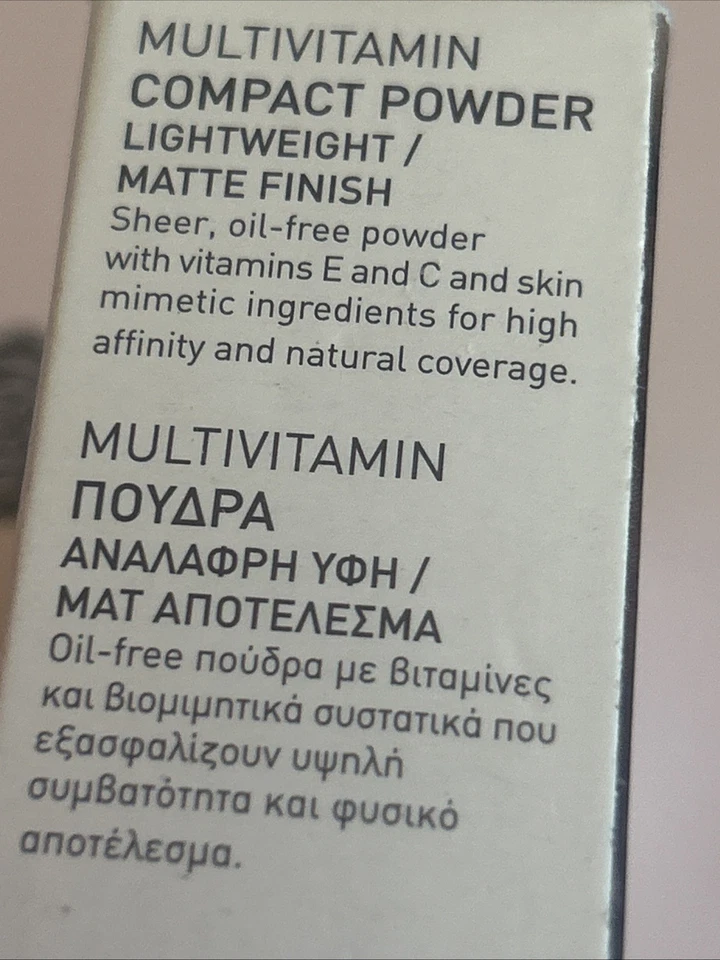 MULTIVITAMIN
COMPACT POWDER
LIGHTWEIGHT /
MATTE FINISH
Sheer, oil-free powder
with vitamins E and C and skin
mimetic ingredients for high
affinity and natural coverage.
MULTIVITAMIN
ΠΟΥΔΡΑ
ΑΝΑΛΑΦΡΗ ΥΦΗ /
ΜΑΤ ΑΠΟΤΕΛΕΣΜΑ
Oil-free πούδρα με βιταμίνες
και βιομιμητικά συστατικά που
εξασφαλίζουν υψηλή
συμβατότητα και φυσικό
αποτέλεσμα.